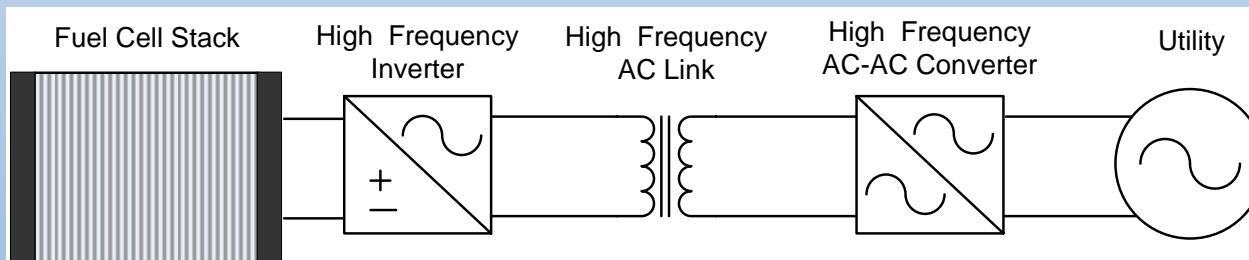 Fuel Cell Stack
High Frequency
Inverter
High Frequency
AC Link
High Frequency
AC-AC Converter
Utility
+
−